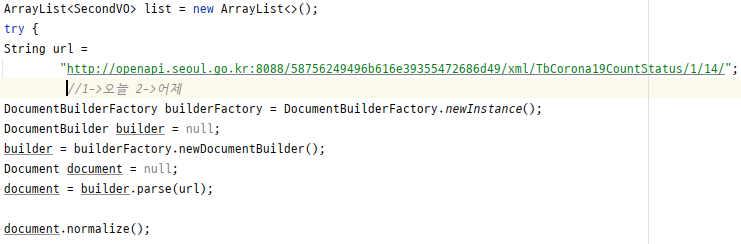 ArrayList<SecondVO> list = new ArrayList<>();
try {
String url =
"http://openapi.seoul.go.kr:8088/58756249496b616e39355472686d49/xml/TbCorona19CountStatus/1/14/";
//1->오늘 2->어제
DocumentBuilderFactory builderFactory = DocumentBuilderFactory.newInstance();
DocumentBuilder builder = null;
builder = builderFactory.newDocumentBuilder();
Document document = null;
document = builder.parse(url);
document.normalize();